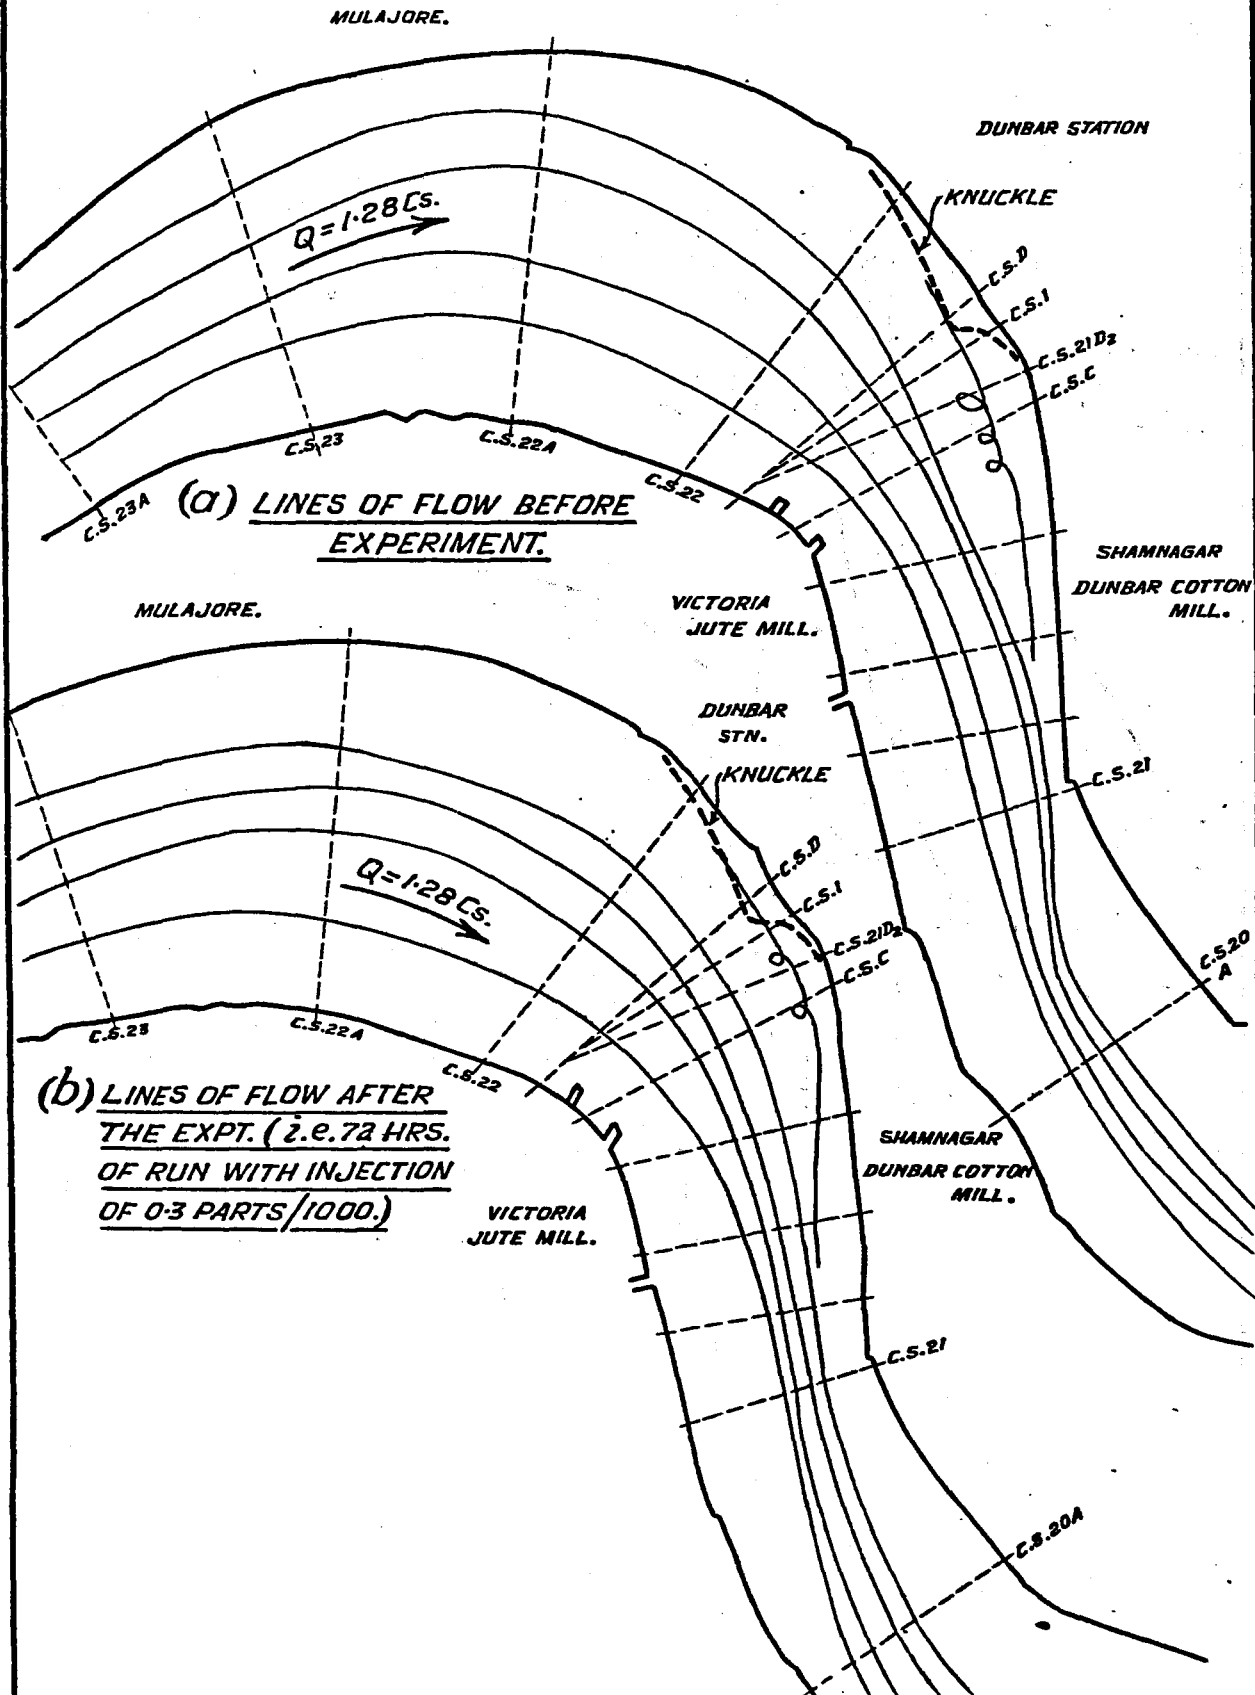 MULAJORE.
DUNBAR STATION
KNUCKLE
Q=1·28 Cs.
C.S.D
C.S.1
C.S.21D2
C.S.C
C.S.23
C.S.22A
C.S.22
C.S.23A
(a) LINES OF FLOW BEFORE
EXPERIMENT.
SHAMNAGAR
DUNBAR COTTON
MILL.
VICTORIA
JUTE MILL.
C.S.21
C.S.20
A
MULAJORE.
DUNBAR
STN.
KNUCKLE
Q=1·28 Cs.
C.S.D
C.S.1
C.S.21D2
C.S.C
C.S.23
C.S.22A
C.S.22
(b) LINES OF FLOW AFTER
THE EXPT. (i.e. 72 HRS.
OF RUN WITH INJECTION
OF 0·3 PARTS/1000.)
SHAMNAGAR
DUNBAR COTTON
MILL.
VICTORIA
JUTE MILL.
C.S.21
C.S.20A